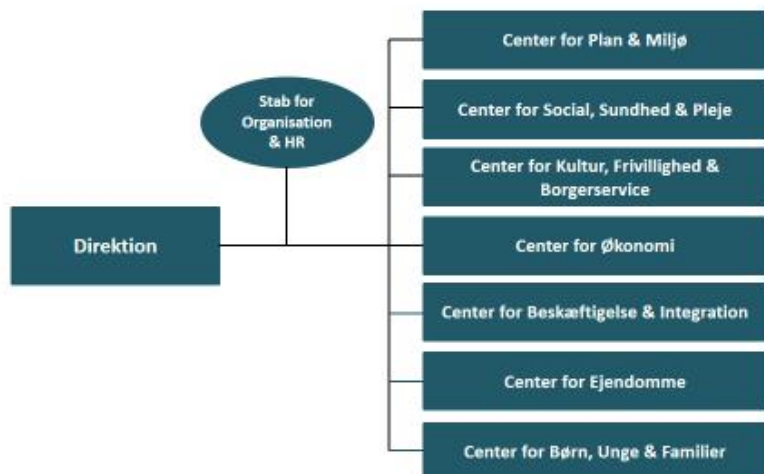 Center for Plan & Miljø
Stab for
Organisation
& HR
Center for Social, Sundhed & Pleje
Center for Kultur, Frivillighed &
Borgerservice
Direktion
Center for Økonomi
Center for Beskæftigelse & Integration
Center for Ejendomme
Center for Børn, Unge & Familier